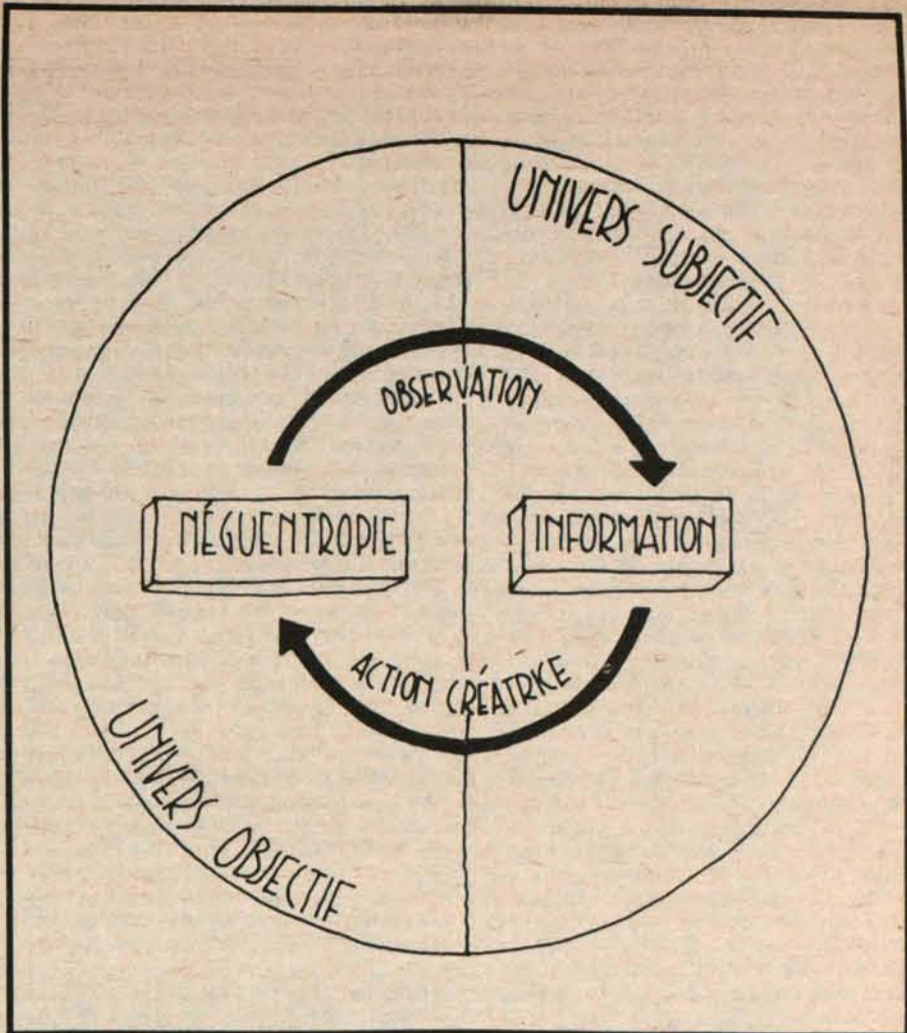 UNIVERS SUBJECTIF
OBSERVATION
NÉGUENTROPIE
INFORMATION
ACTION CRÉATRICE
UNIVERS OBJECTIF